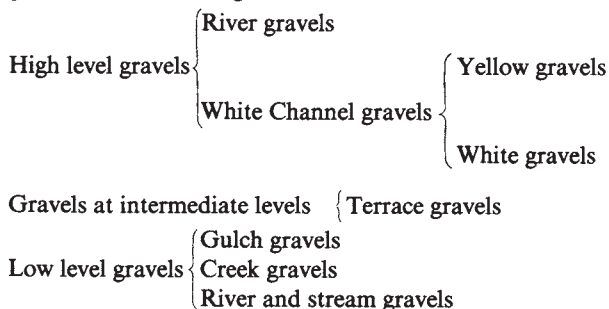 River gravels
High level gravels Yellow gravels
White Channel gravels
White gravels
Gravels at intermediate levels { Terrace gravels
Gulch gravels
Low level gravels { Creek gravels
River and stream gravels